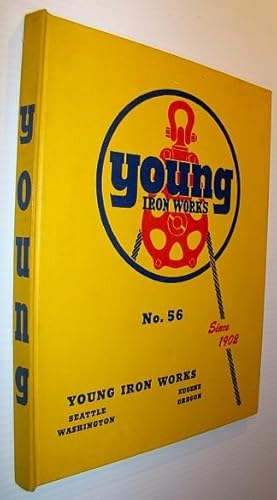 young
young
IRON WORKS
No. 56
Since
1902
YOUNG IRON WORKS
SEATTLE
WASHINGTON
EUGENE
OREGON